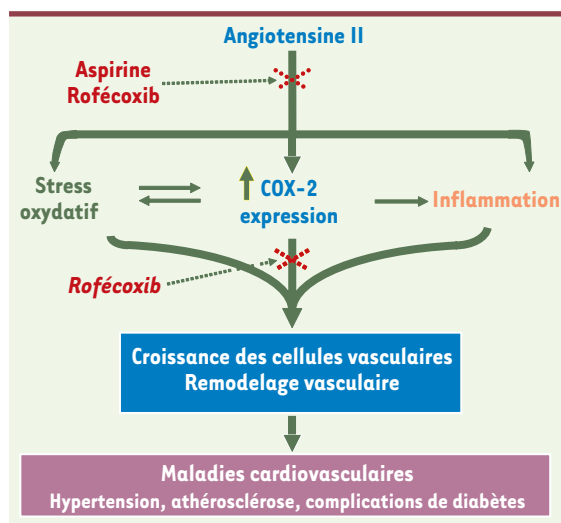 Angiotensine II
Aspirine
Rofécoxib
Stress
oxydatif
COX-2
expression
Inflammation
Rofécoxib
Croissance des cellules vasculaires
Remodelage vasculaire
Maladies cardiovasculaires
Hypertension, athérosclérose, complications de diabètes